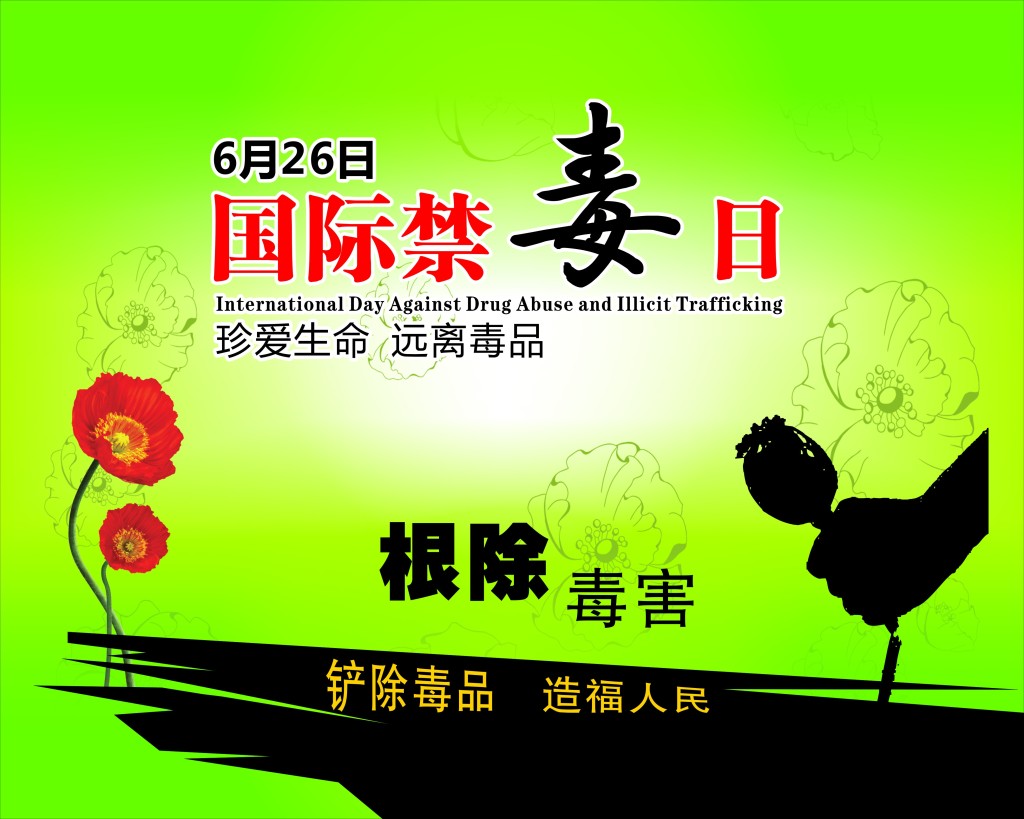 6月26日
国际禁毒日
International Day Against Drug Abuse and Illicit Trafficking
珍爱生命 远离毒品
根除
毒害
铲除毒品 造福人民